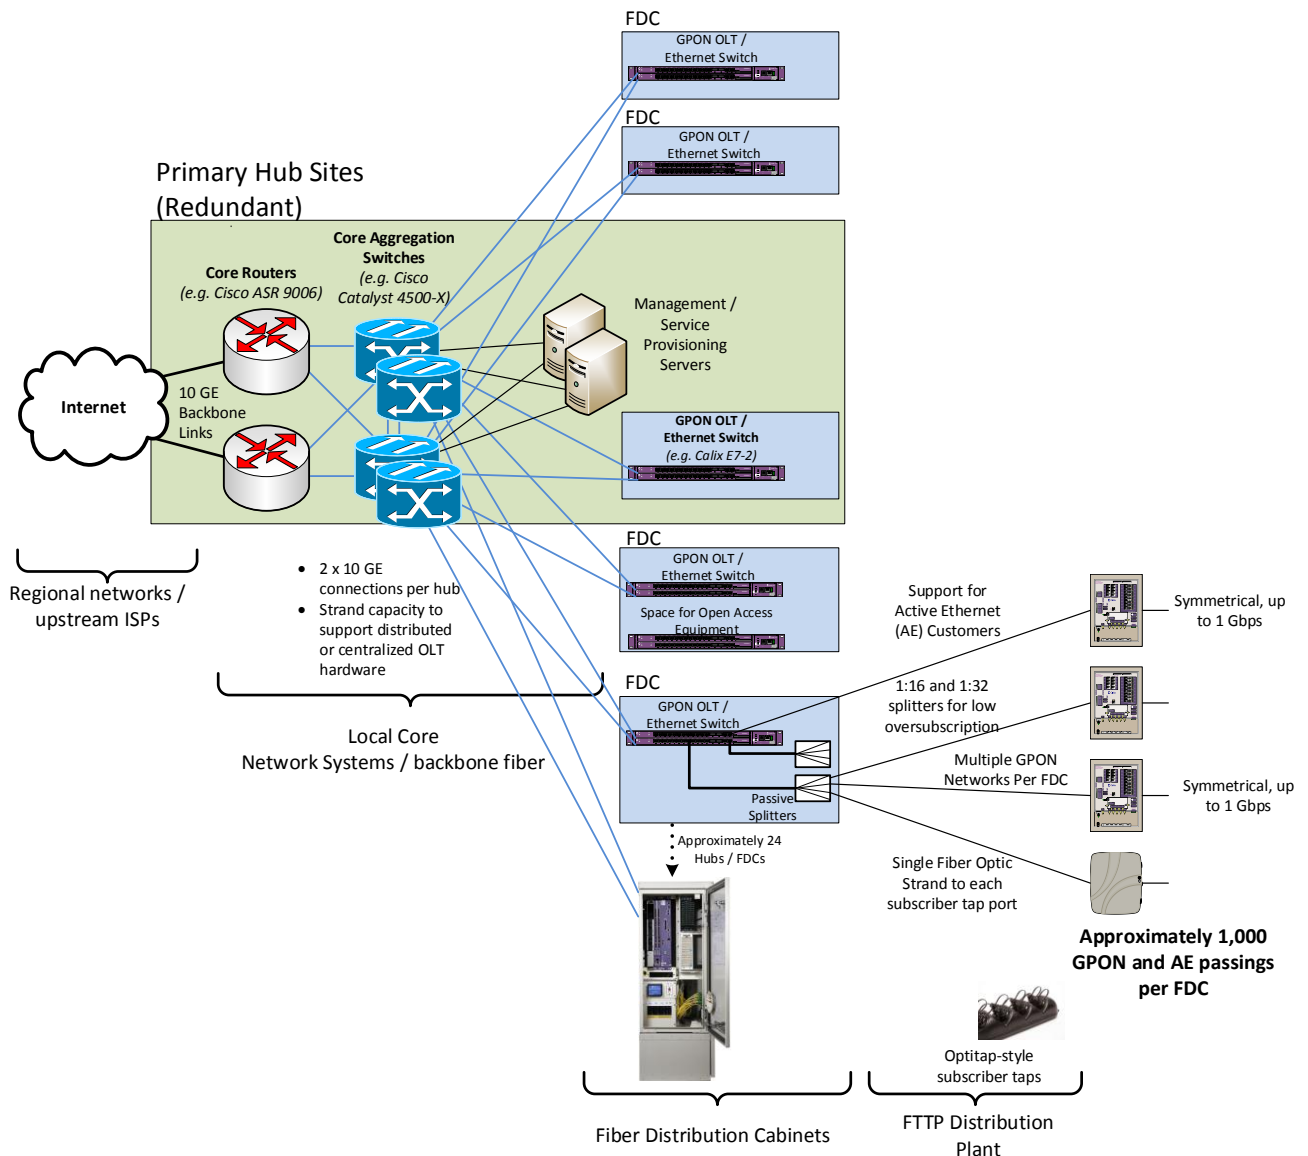 FDC
GPON OLT /
Ethernet Switch
FDC
GPON OLT /
Ethernet Switch
Primary Hub Sites
(Redundant)
Core Aggregation
Switches
(e.g. Cisco
Catalyst 4500-X)
Core Routers
(e.g. Cisco ASR 9006)
Management /
Service
Provisioning
Servers
Internet
10 GE
Backbone
Links
GPON OLT /
Ethernet Switch
(e.g. Calix E7-2)
FDC
GPON OLT /
Ethernet Switch
Space for Open Access
Equipment
Regional networks /
upstream ISPs
• 2 x 10 GE
connections per hub
• Strand capacity to
support distributed
or centralized OLT
hardware
Local Core
Network Systems / backbone fiber
FDC
GPON OLT /
Ethernet Switch
Passive
Splitters
Approximately 24
Hubs / FDCs
Support for
Active Ethernet
(AE) Customers
1:16 and 1:32
splitters for low
oversubscription
Multiple GPON
Networks Per FDC
Single Fiber Optic
Strand to each
subscriber tap port
Symmetrical, up
to 1 Gbps
Symmetrical, up
to 1 Gbps
Approximately 1,000
GPON and AE passings
per FDC
Optitap-style
subscriber taps
Fiber Distribution Cabinets
FTTP Distribution
Plant